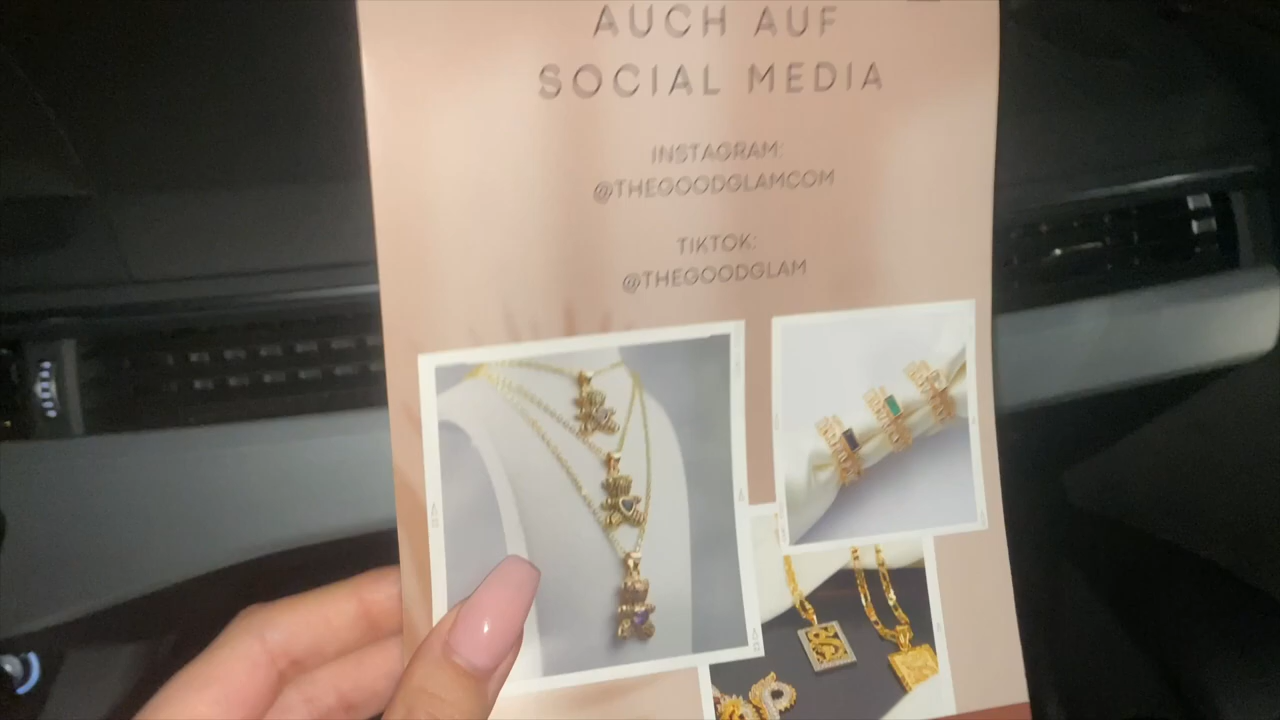 AUCH AUF
SOCIAL MEDIA
INSTAGRAM:
@THEGOODGLAMCOM
TIKTOK:
@THEGOODGLAM